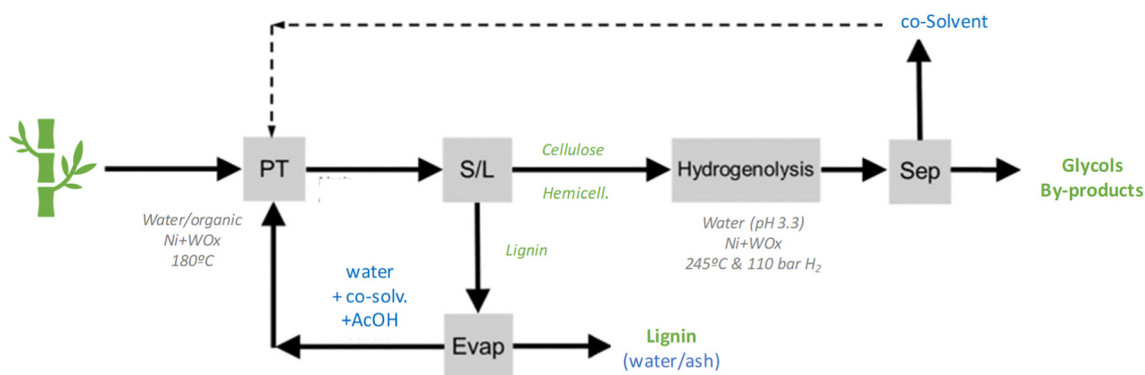 co-Solvent
PT
S/L
Cellulose
Hemicell.
Hydrogenolysis
Sep
Glycols
By-products
Water/organic
Ni+WOx
180ºC
Water (pH 3.3)
Ni+WOx
245ºC & 110 bar H₂
Lignin
water
+ co-solv.
+AcOH
Evap
Lignin
(water/ash)